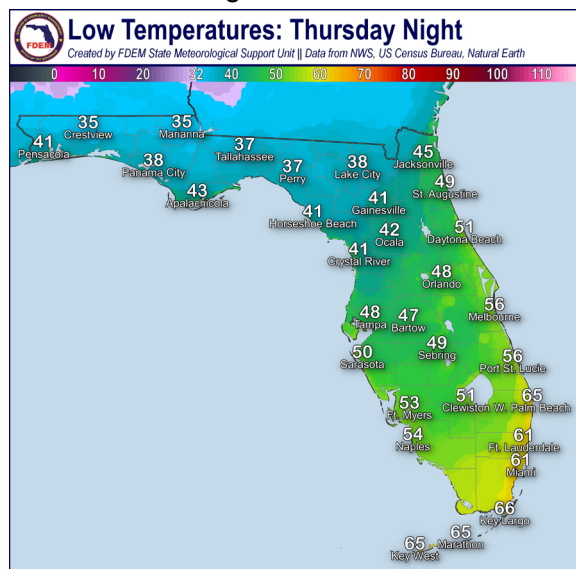 FDEM
Low Temperatures: Thursday Night
Created by FDEM State Meteorological Support Unit || Data from NWS, US Census Bureau, Natural Earth
0 10 20 32 40 50 60 70 80 90 100 110
35
Crestview
35
Marianna
41
Pensacola
37
Tallahassee
38
Panama City
37
Perry
38
Lake City
45
Jacksonville
43
Apalachicola
49
St. Augustine
41
Gainesville
41
Horseshoe Beach
42
Ocala
51
Daytona Beach
41
Crystal River
48
Orlando
56
Melbourne
48
Tampa
47
Bartow
49
Sebring
50
Sarasota
56
Port St. Lucie
53
Ft. Myers
51
Clewiston
65
W. Palm Beach
54
Naples
61
Ft. Lauderdale
61
Miami
66
Key Largo
65
Marathon
65
Key West